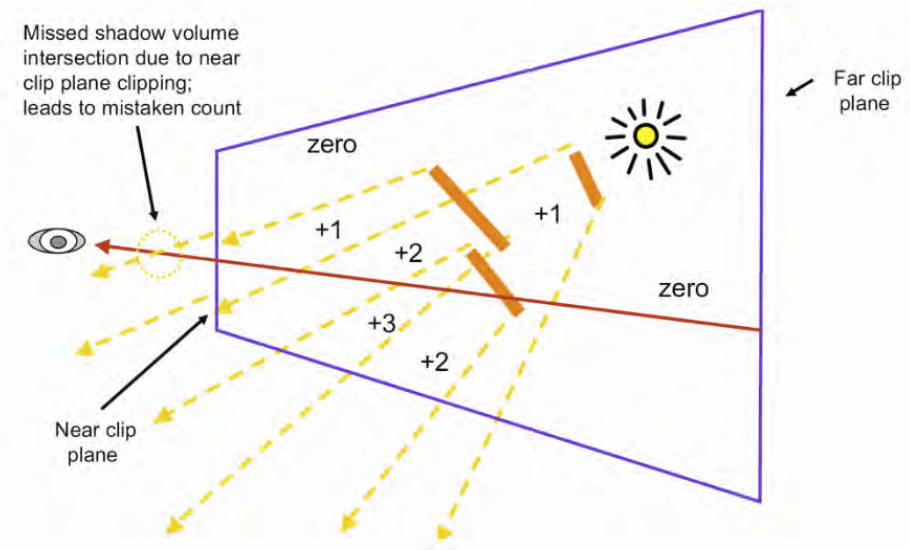 Missed shadow volume
intersection due to near
clip plane clipping;
leads to mistaken count
Far clip
plane
zero
+1
+1
+2
zero
+3
+2
Near clip
plane